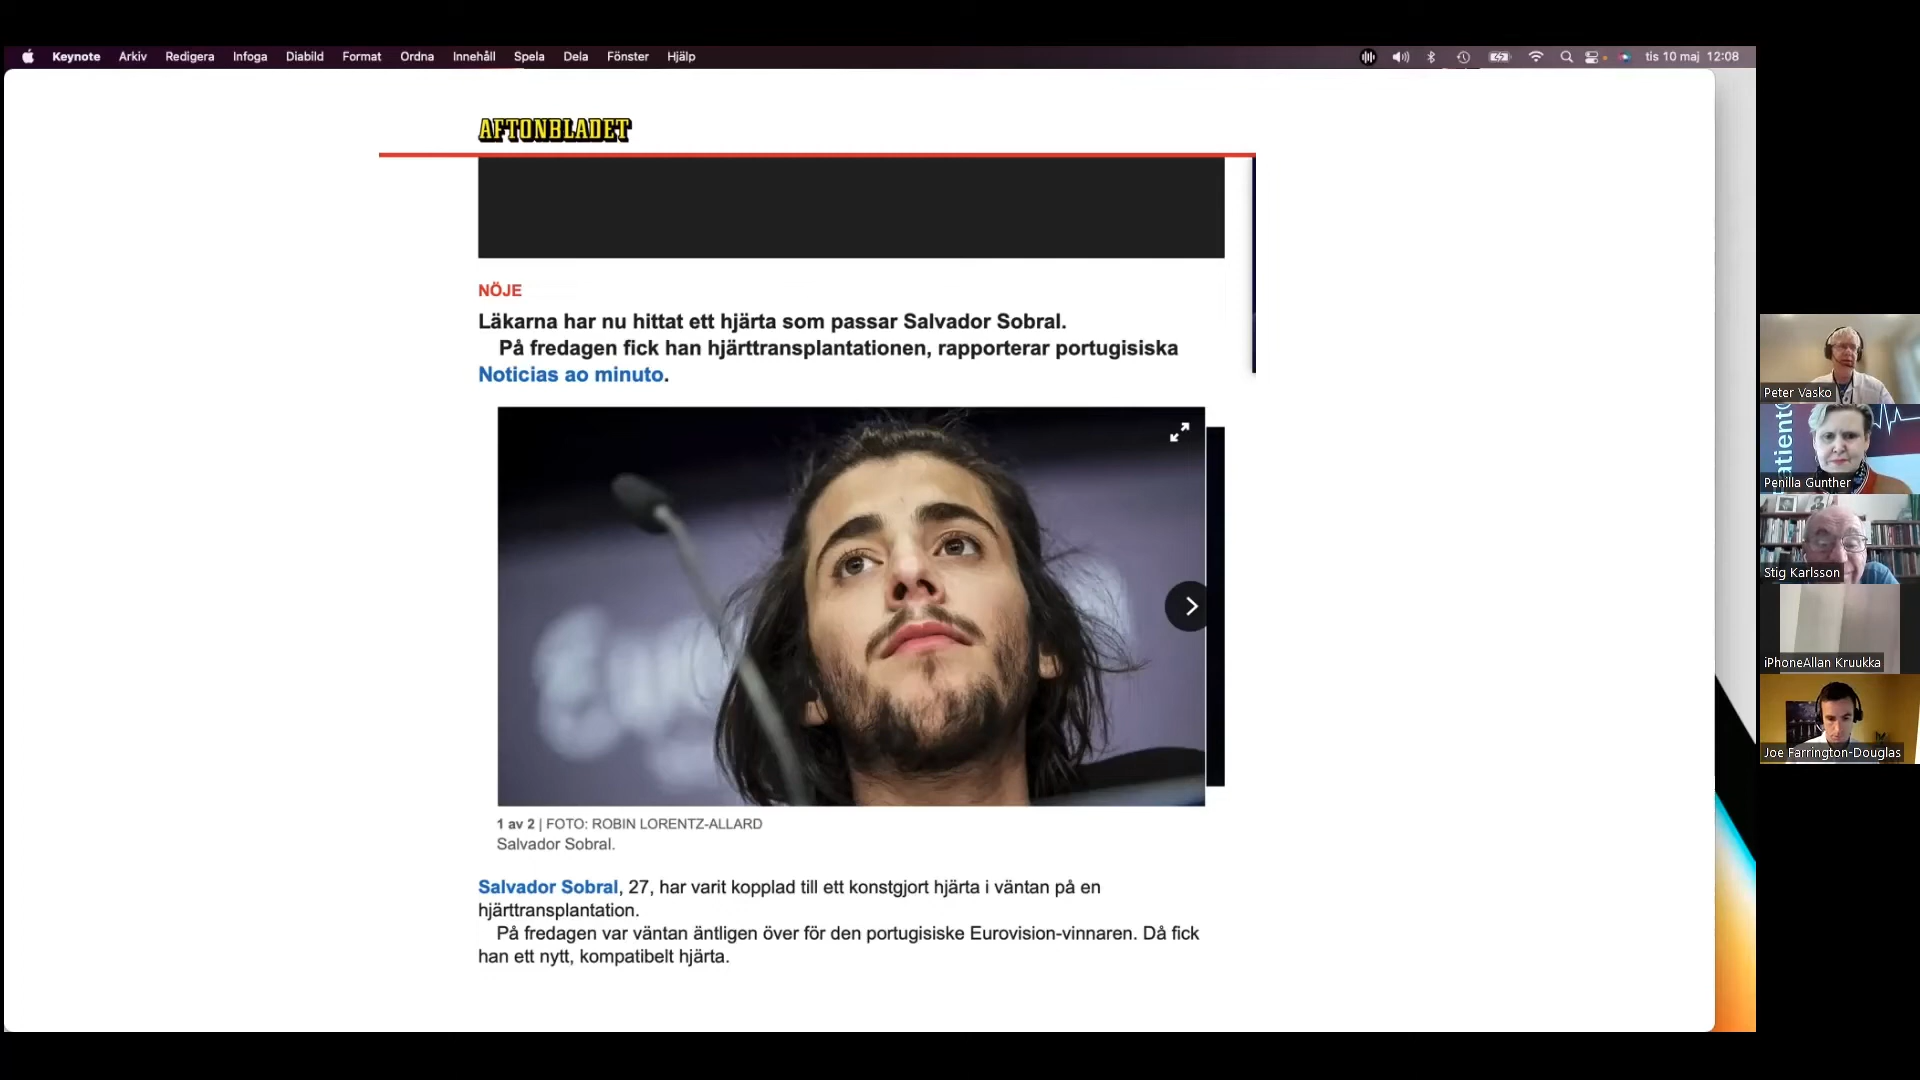 Keynote Arkiv Redigera Infoga Diabild Format Ordna Innehåll Spela Dela Fönster Hjälp tis 10 maj 12:08
AFTONBLADET
NÖJE
Läkarna har nu hittat ett hjärta som passar Salvador Sobral.
På fredagen fick han hjärttransplantationen, rapporterar portugisiska
Noticias ao minuto.
1 av 2 | FOTO: ROBIN LORENTZ-ALLARD
Salvador Sobral.
Salvador Sobral, 27, har varit kopplad till ett konstgjort hjärta i väntan på en
hjärttransplantation.
På fredagen var väntan äntligen över för den portugisiske Eurovision-vinnaren. Då fick
han ett nytt, kompatibelt hjärta.
Peter Vasko
atient
Penilla Gunther
Stig Karlsson
iPhoneAllan Kruukka
Joe Farrington-Douglas